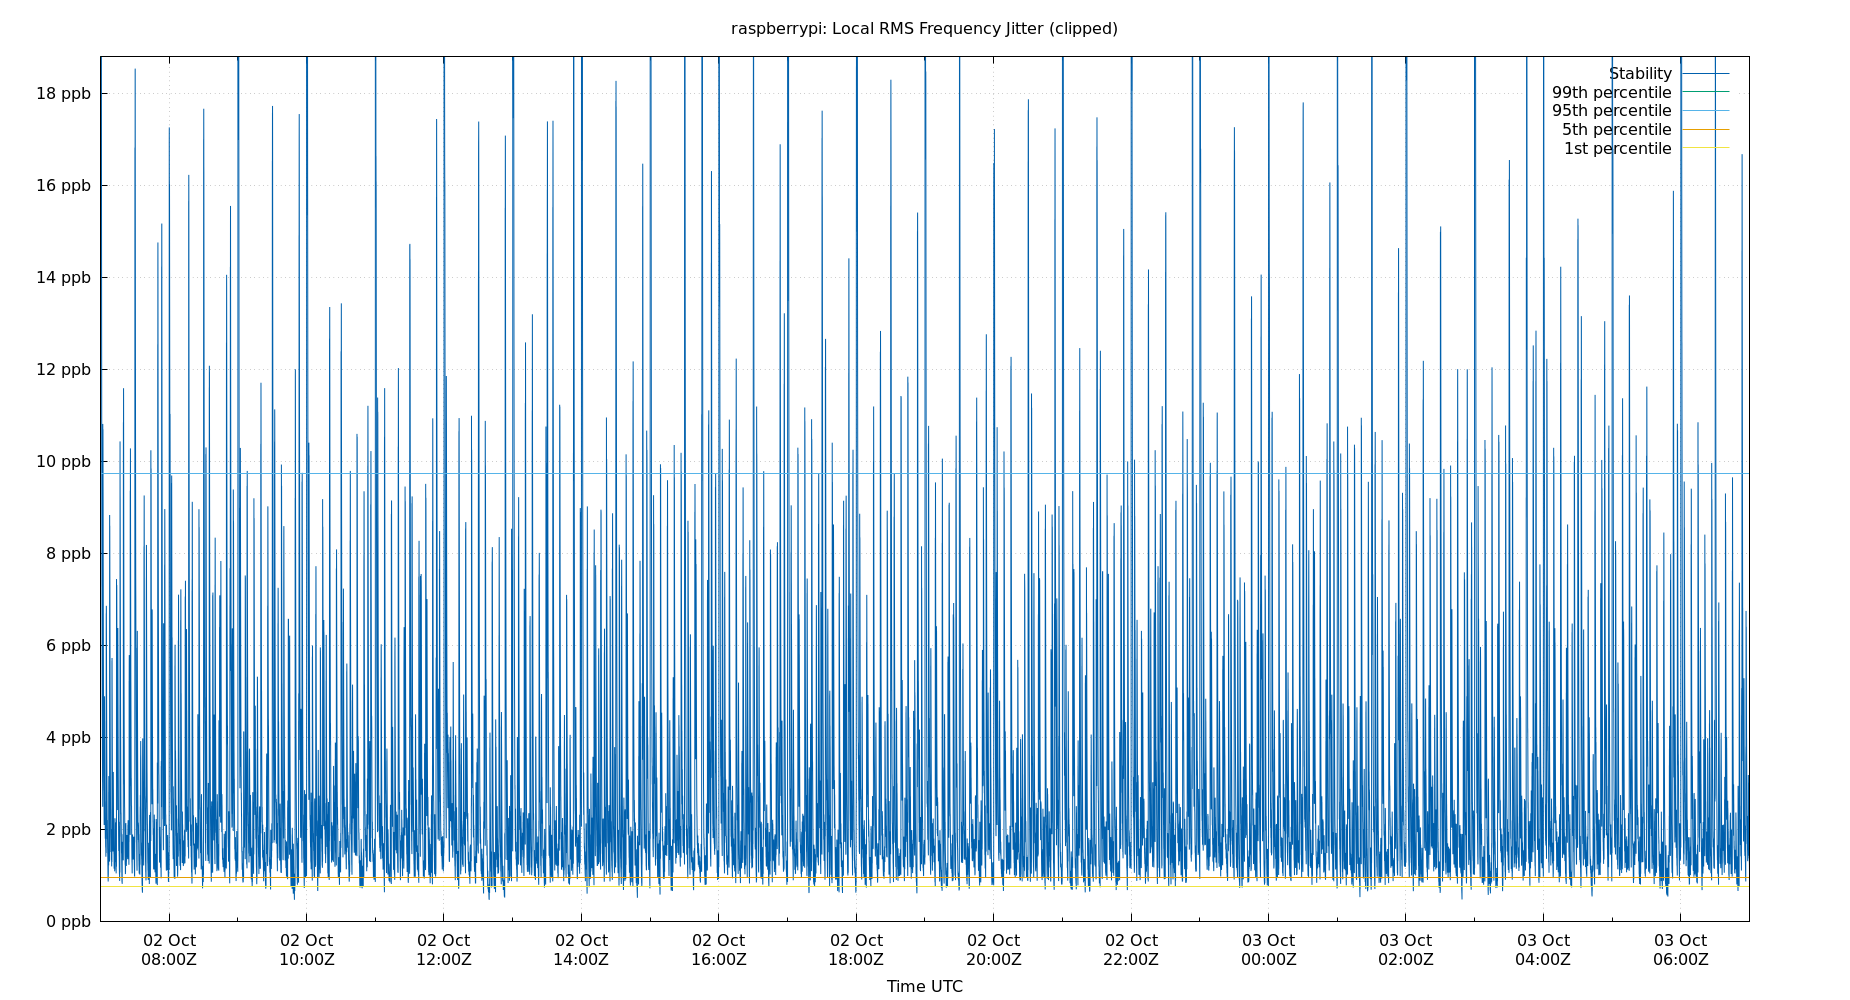 raspberrypi: Local RMS Frequency Jitter (clipped)
Stability
99th percentile
95th percentile
5th percentile
1st percentile
18 ppb
16 ppb
14 ppb
12 ppb
10 ppb
8 ppb
6 ppb
4 ppb
2 ppb
0 ppb
02 Oct 02 Oct 02 Oct 02 Oct 02 Oct 02 Oct 02 Oct 02 Oct 03 Oct 03 Oct 03 Oct 03 Oct
08:00Z 10:00Z 12:00Z 14:00Z 16:00Z 18:00Z 20:00Z 22:00Z 00:00Z 02:00Z 04:00Z 06:00Z
Time UTC